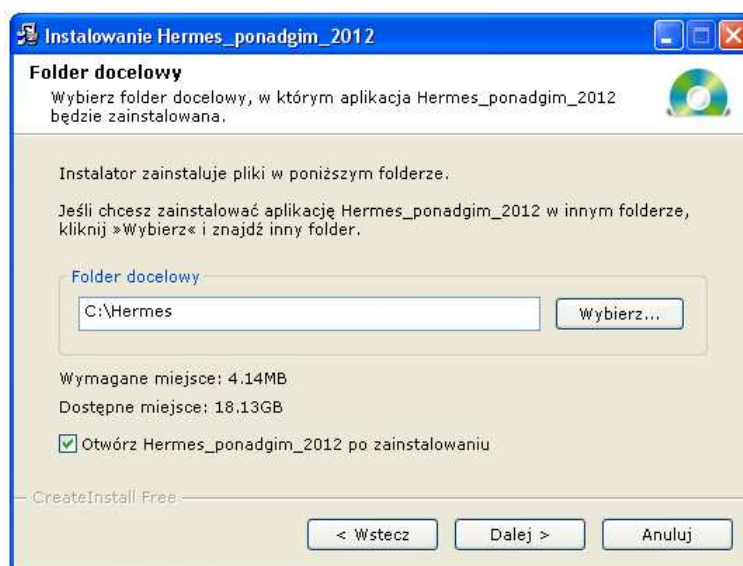 Instalowanie Hermes_ponadgim_2012
Folder docelowy
Wybierz folder docelowy, w którym aplikacja Hermes_ponadgim_2012
będzie zainstalowana.
Instalator zainstaluje pliki w poniższym folderze.
Jeśli chcesz zainstalować aplikację Hermes_ponadgim_2012 w innym folderze,
kliknij »Wybierz« i znajdź inny folder.
Folder docelowy
C:\Hermes
Wybierz...
Wymagane miejsce: 4.14MB
Dostępne miejsce: 18.13GB
Otwórz Hermes_ponadgim_2012 po zainstalowaniu
CreateInstall Free
< Wstecz
Dalej >
Anuluj